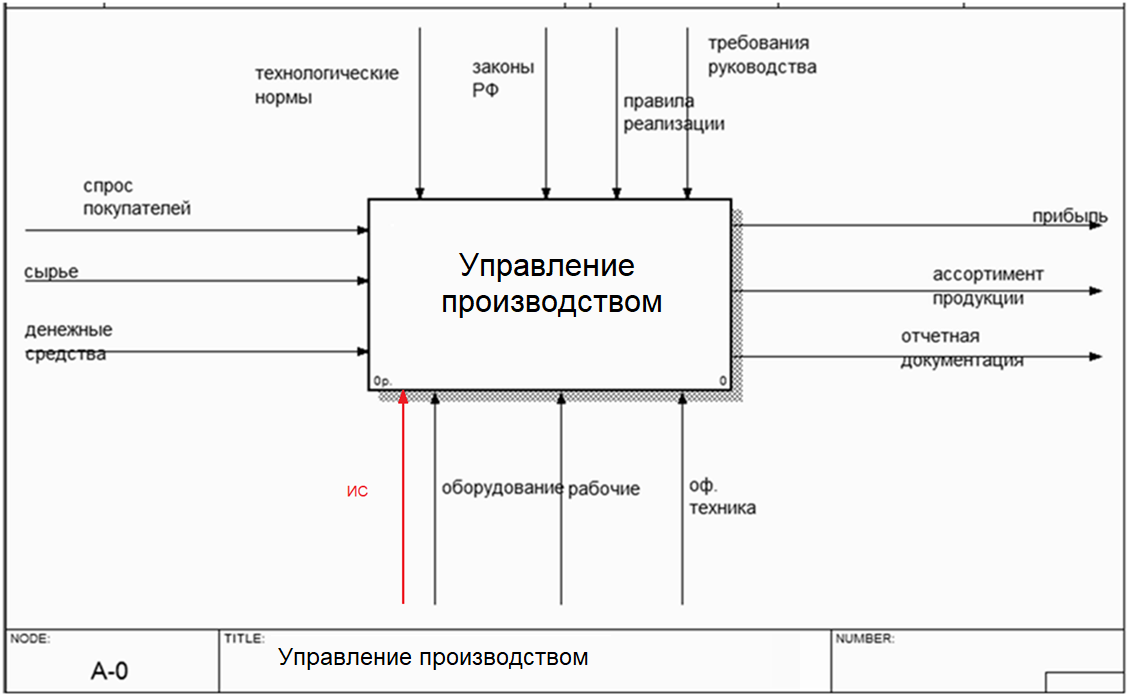 технологические
нормы
законы
РФ
правила
реализации
требования
руководства
спрос
покупателей
сырье
денежные
средства
Управление
производством
0р.
0
прибыль
ассортимент
продукции
отчетная
документация
ис
оборудование
рабочие
оф.
техника
NODE:
A-0
TITLE:
Управление производством
NUMBER: